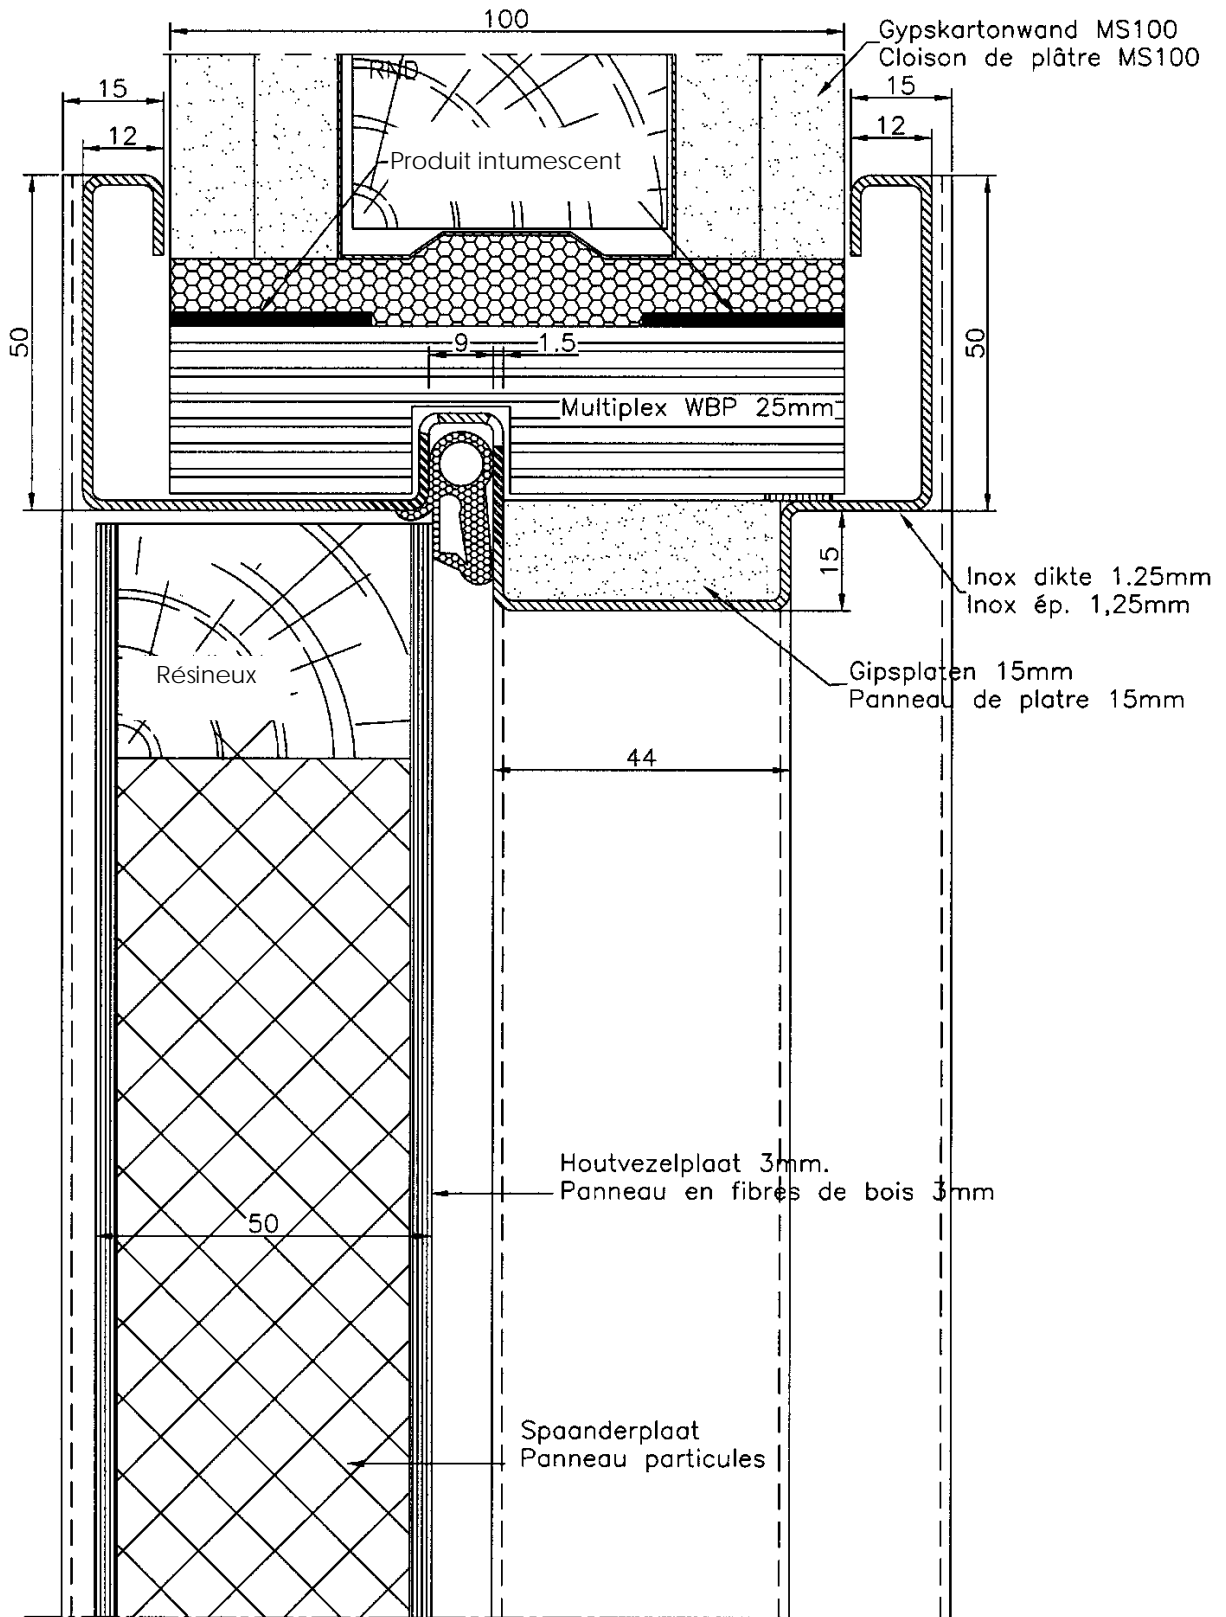 100
Gypskartonwand MS100
Cloison de plâtre MS100
15
15
12
12
RND
Produit intumescent
50
50
9
1.5
Multiplex WBP 25mm
15
Inox dikte 1.25mm
Inox ép. 1,25mm
Résineux
Gipsplaten 15mm
Panneau de platre 15mm
44
Houtvezelplaat 3mm.
Panneau en fibres de bois 3mm
50
Spaanderplaat
Panneau particules